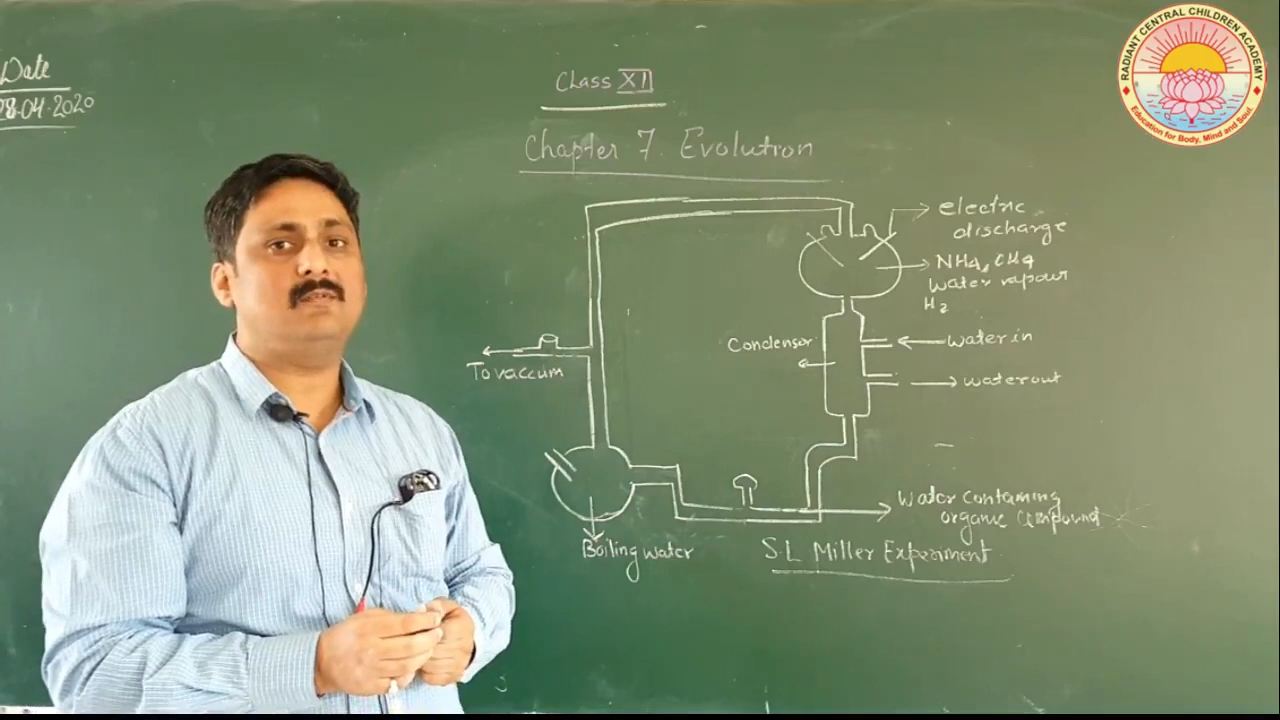 Date
28.04.2020
Class XI
Chapter 7. Evolution
electric
discharge
NH4, CH4
Water vapour
H2
Condensor
Water in
To vaccum
Water out
Water containing
organic compound
Boiling water
S.L Miller Experiment
RADIANT CENTRAL CHILDREN ACADEMY
Education for Body, Mind and Soul